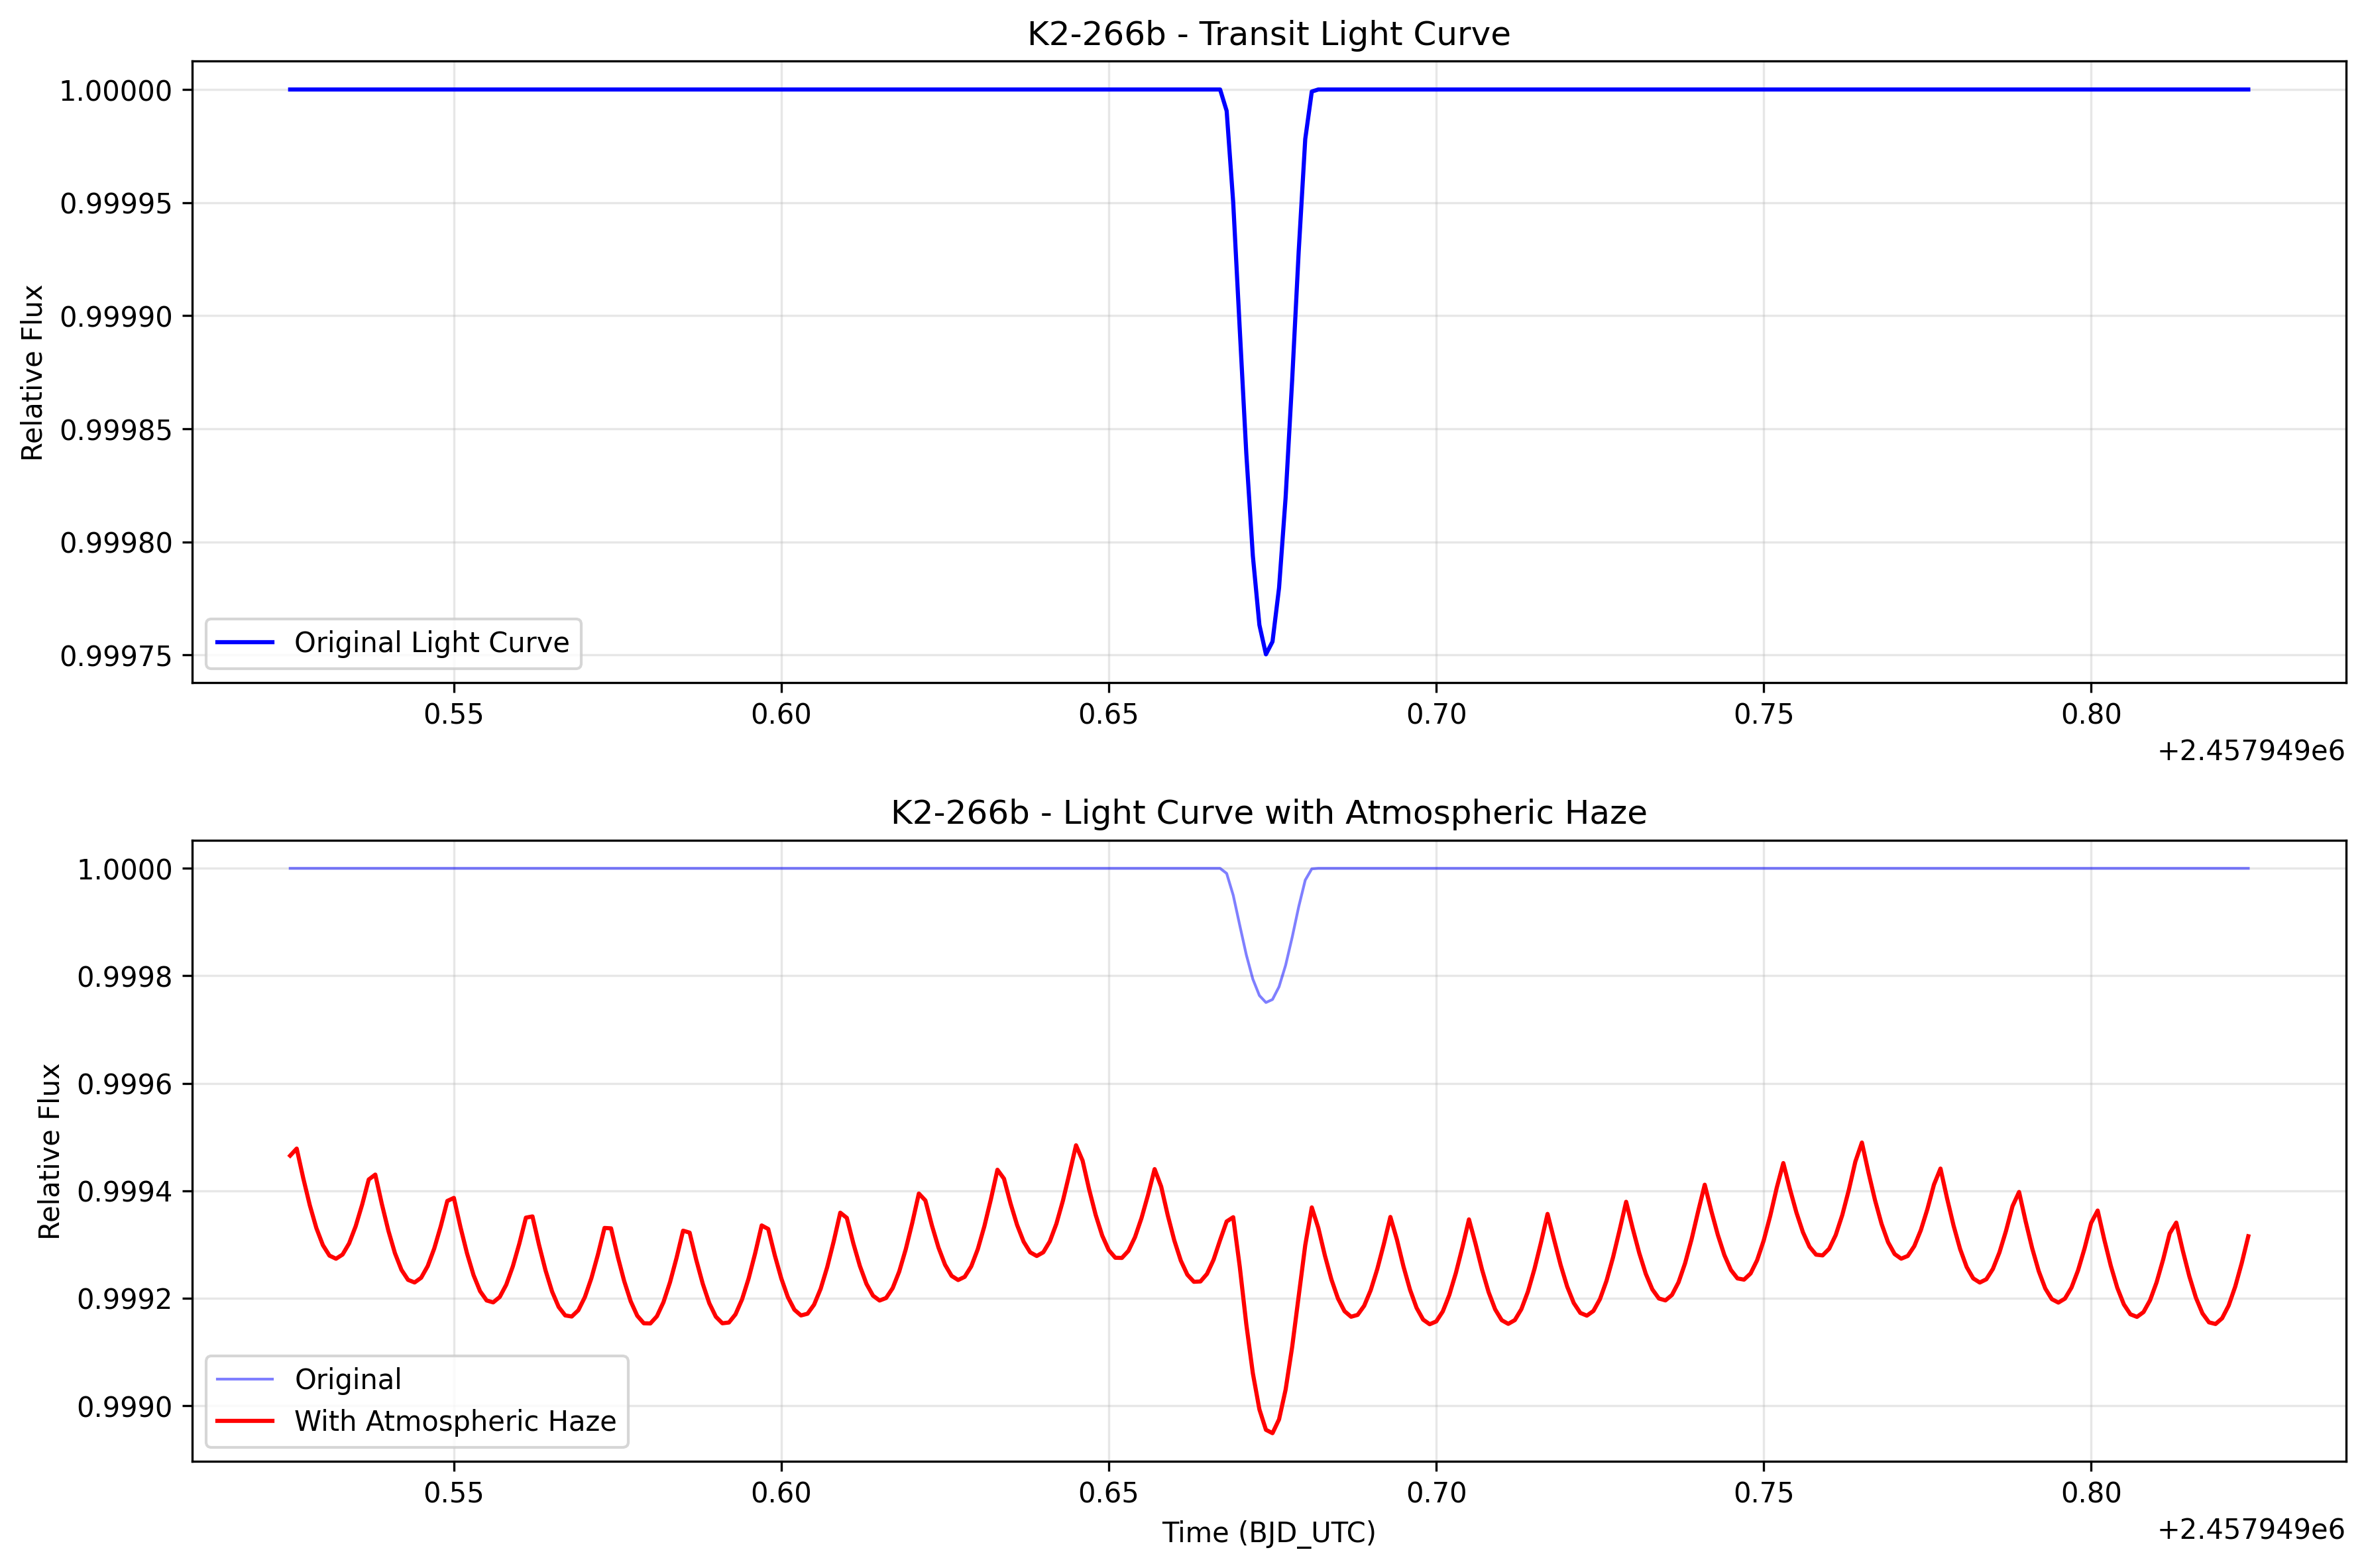 K2-266b - Transit Light Curve
Relative Flux
1.00000
0.99995
0.99990
0.99985
0.99980
0.99975
Original Light Curve
0.55 0.60 0.65 0.70 0.75 0.80
+2.457949e6
K2-266b - Light Curve with Atmospheric Haze
Relative Flux
1.0000
0.9998
0.9996
0.9994
0.9992
0.9990
Original
With Atmospheric Haze
0.55 0.60 0.65 0.70 0.75 0.80
Time (BJD_UTC)
+2.457949e6